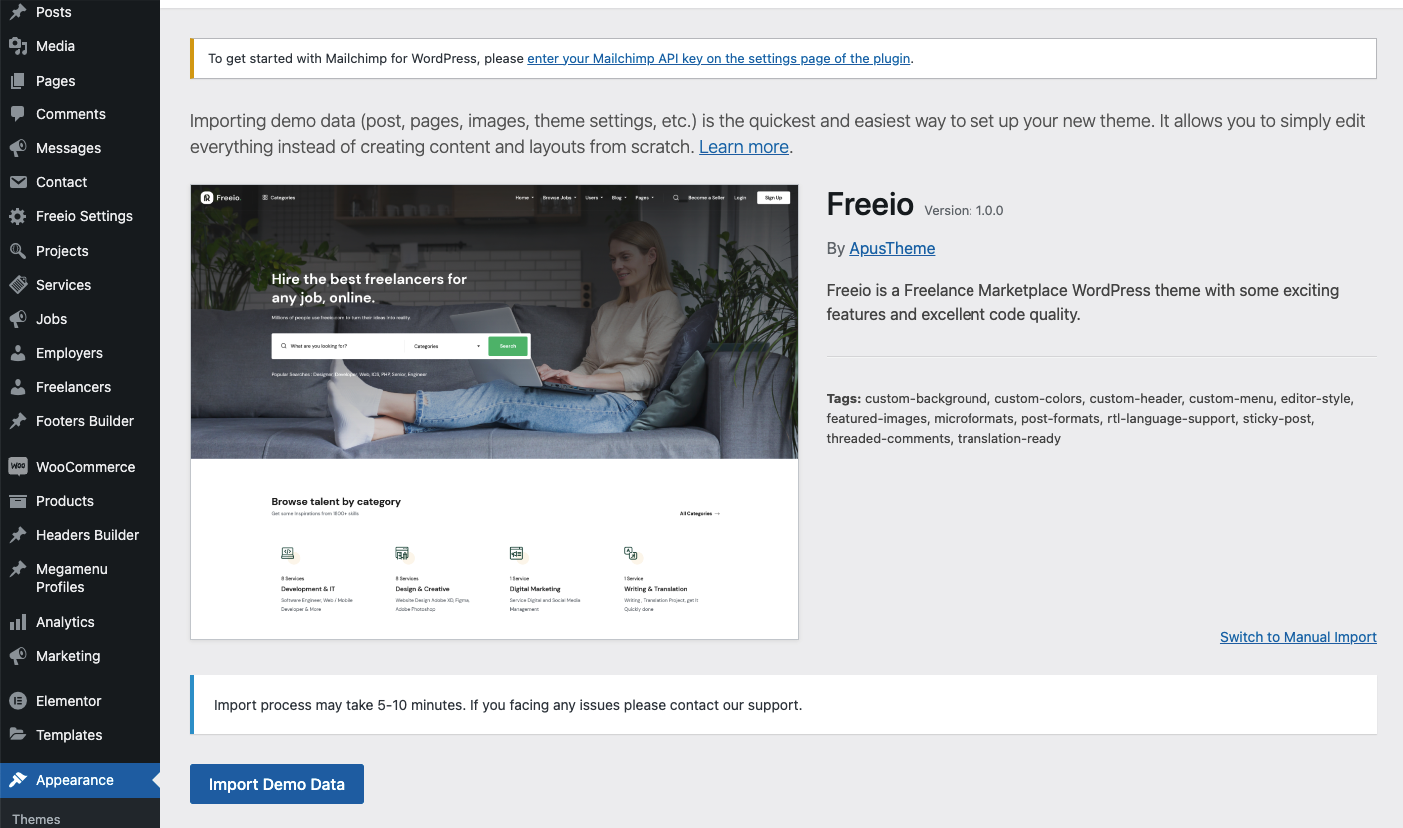 Posts
Media
Pages
Comments
Messages
Contact
Freeio Settings
Projects
Services
Jobs
Employers
Freelancers
Footers Builder
WooCommerce
Products
Headers Builder
Megamenu
Profiles
Analytics
Marketing
Elementor
Templates
Appearance
Themes
To get started with Mailchimp for WordPress, please enter your Mailchimp API key on the settings page of the plugin.
Importing demo data (post, pages, images, theme settings, etc.) is the quickest and easiest way to set up your new theme. It allows you to simply edit
everything instead of creating content and layouts from scratch. Learn more.
Freeio. Categories Home Browse Jobs Users Blog Pages Become a Seller Login Sign Up
Hire the best freelancers for
any job, online.
Millions of people use freeio.com to turn their ideas into reality.
What are you looking for? Categories Search
Popular Searches : Designer, Developer, Web, IOS, PHP, Senior, Engineer
Browse talent by category
Get some Inspirations from 1800+ skills
All Categories →
8 Services
Development & IT
Software Engineer, Web / Mobile
Developer & More
8 Services
Design & Creative
Website Design Adobe XD, Figma,
Adobe Photoshop
1 Service
Digital Marketing
Service Digital and Social Media
Management
1 Service
Writing & Translation
Writing , Translation Project, get it
Quickly done
Freeio Version: 1.0.0
By ApusTheme
Freeio is a Freelance Marketplace WordPress theme with some exciting
features and excellent code quality.
Tags: custom-background, custom-colors, custom-header, custom-menu, editor-style,
featured-images, microformats, post-formats, rtl-language-support, sticky-post,
threaded-comments, translation-ready
Switch to Manual Import
Import process may take 5-10 minutes. If you facing any issues please contact our support.
Import Demo Data